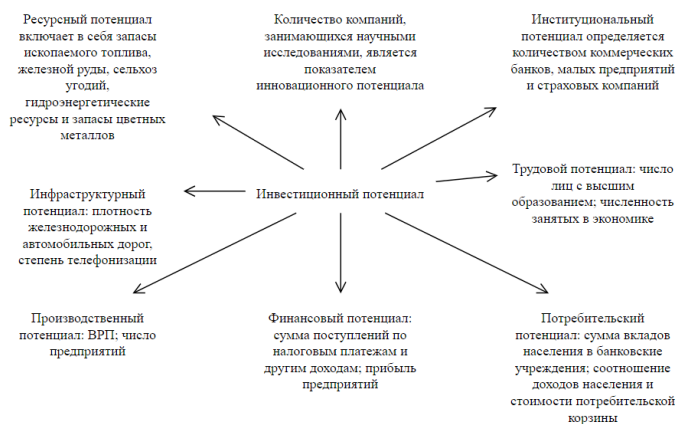 Ресурсный потенциал
включает в себя запасы
ископаемого топлива,
железной руды, сельхоз
угодий,
гидроэнергетические
ресурсы и запасы цветных
металлов
Количество компаний,
занимающихся научными
исследованиями, является
показателем
инновационного потенциала
Институциональный
потенциал определяется
количеством коммерческих
банков, малых предприятий
и страховых компаний
Инфраструктурный
потенциал: плотность
железнодорожных и
автомобильных дорог,
степень телефонизации
Инвестиционный потенциал
Трудовой потенциал: число
лиц с высшим
образованием; численность
занятых в экономике
Производственный
потенциал: ВРП; число
предприятий
Финансовый потенциал:
сумма поступлений по
налоговым платежам и
другим доходам; прибыль
предприятий
Потребительский
потенциал: сумма вкладов
населения в банковские
учреждения; соотношение
доходов населения и
стоимости потребительской
корзины